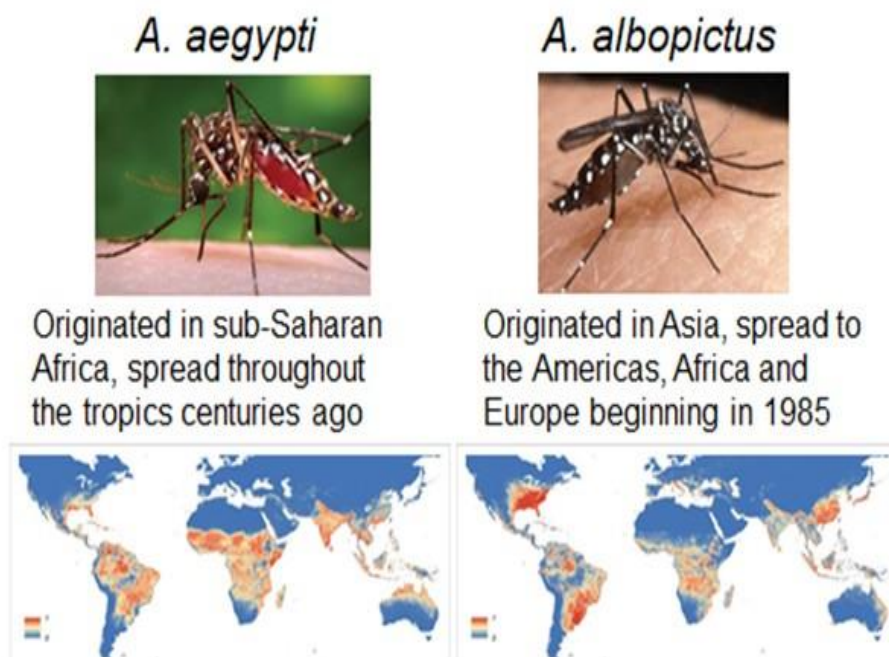 A. aegypti
A. albopictus
Originated in sub-Saharan
Africa, spread throughout
the tropics centuries ago
Originated in Asia, spread to
the Americas, Africa and
Europe beginning in 1985